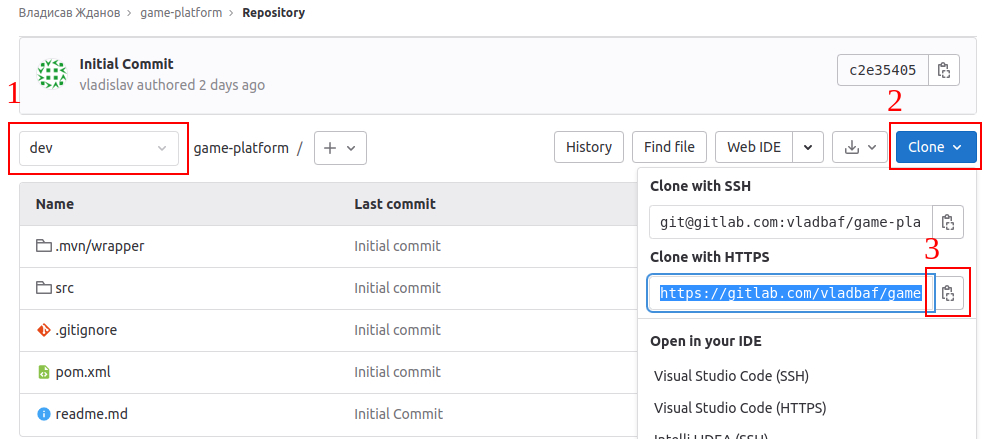 Владисав Жданов › game-platform › Repository
Initial Commit
vladislav authored 2 days ago
c2e35405
1
2
dev
game-platform / +
History
Find file
Web IDE
Clone
Clone with SSH
git@gitlab.com:vladbaf/game-pla
3
Clone with HTTPS
https://gitlab.com/vladbaf/game
Open in your IDE
Visual Studio Code (SSH)
Visual Studio Code (HTTPS)
IntelliJ IDEA (SSH)
Name Last commit
.mvn/wrapper Initial commit
src Initial commit
.gitignore Initial commit
pom.xml Initial commit
readme.md Initial Commit